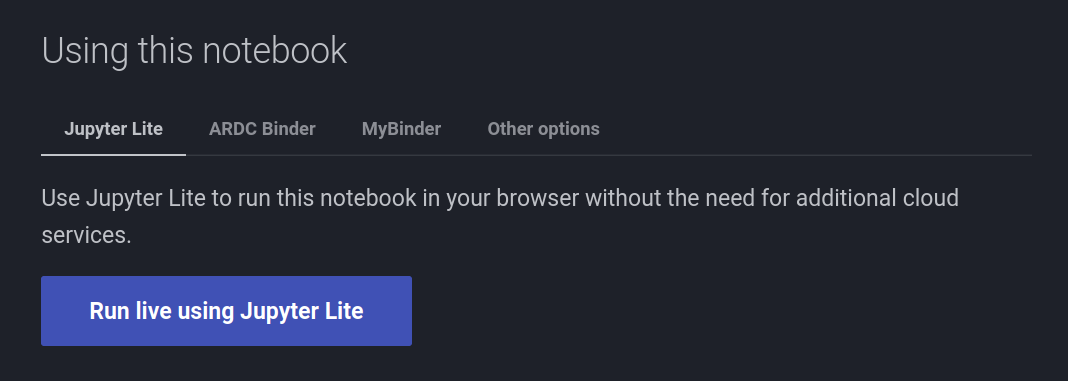 Using this notebook
Jupyter Lite ARDC Binder MyBinder Other options
Use Jupyter Lite to run this notebook in your browser without the need for additional cloud
services.
Run live using Jupyter Lite